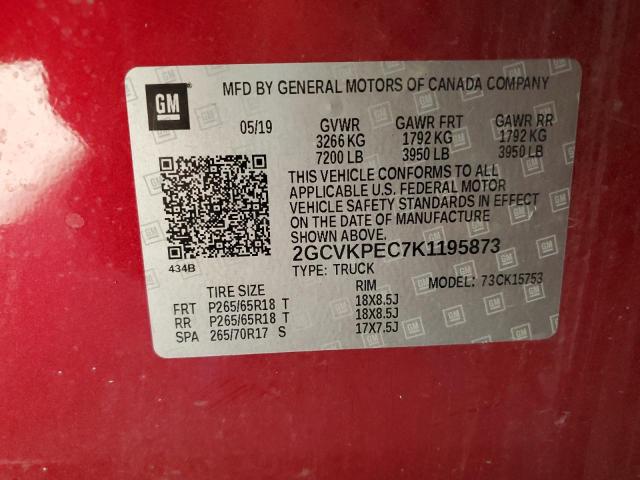 GM
MFD BY GENERAL MOTORS OF CANADA COMPANY
05/19 GVWR GAWR FRT GAWR RR
3266 KG 1792 KG 1792 KG
7200 LB 3950 LB 3950 LB
THIS VEHICLE CONFORMS TO ALL
APPLICABLE U.S. FEDERAL MOTOR
VEHICLE SAFETY STANDARDS IN EFFECT
ON THE DATE OF MANUFACTURE
2GCVKPEC7K1195873
434B TYPE: TRUCK MODEL: 73CK15753
TIRE SIZE RIM
FRT P265/65R18 T 18X8.5J
RR P265/65R18 T 18X8.5J
SPA 265/70R17 S 17X7.5J